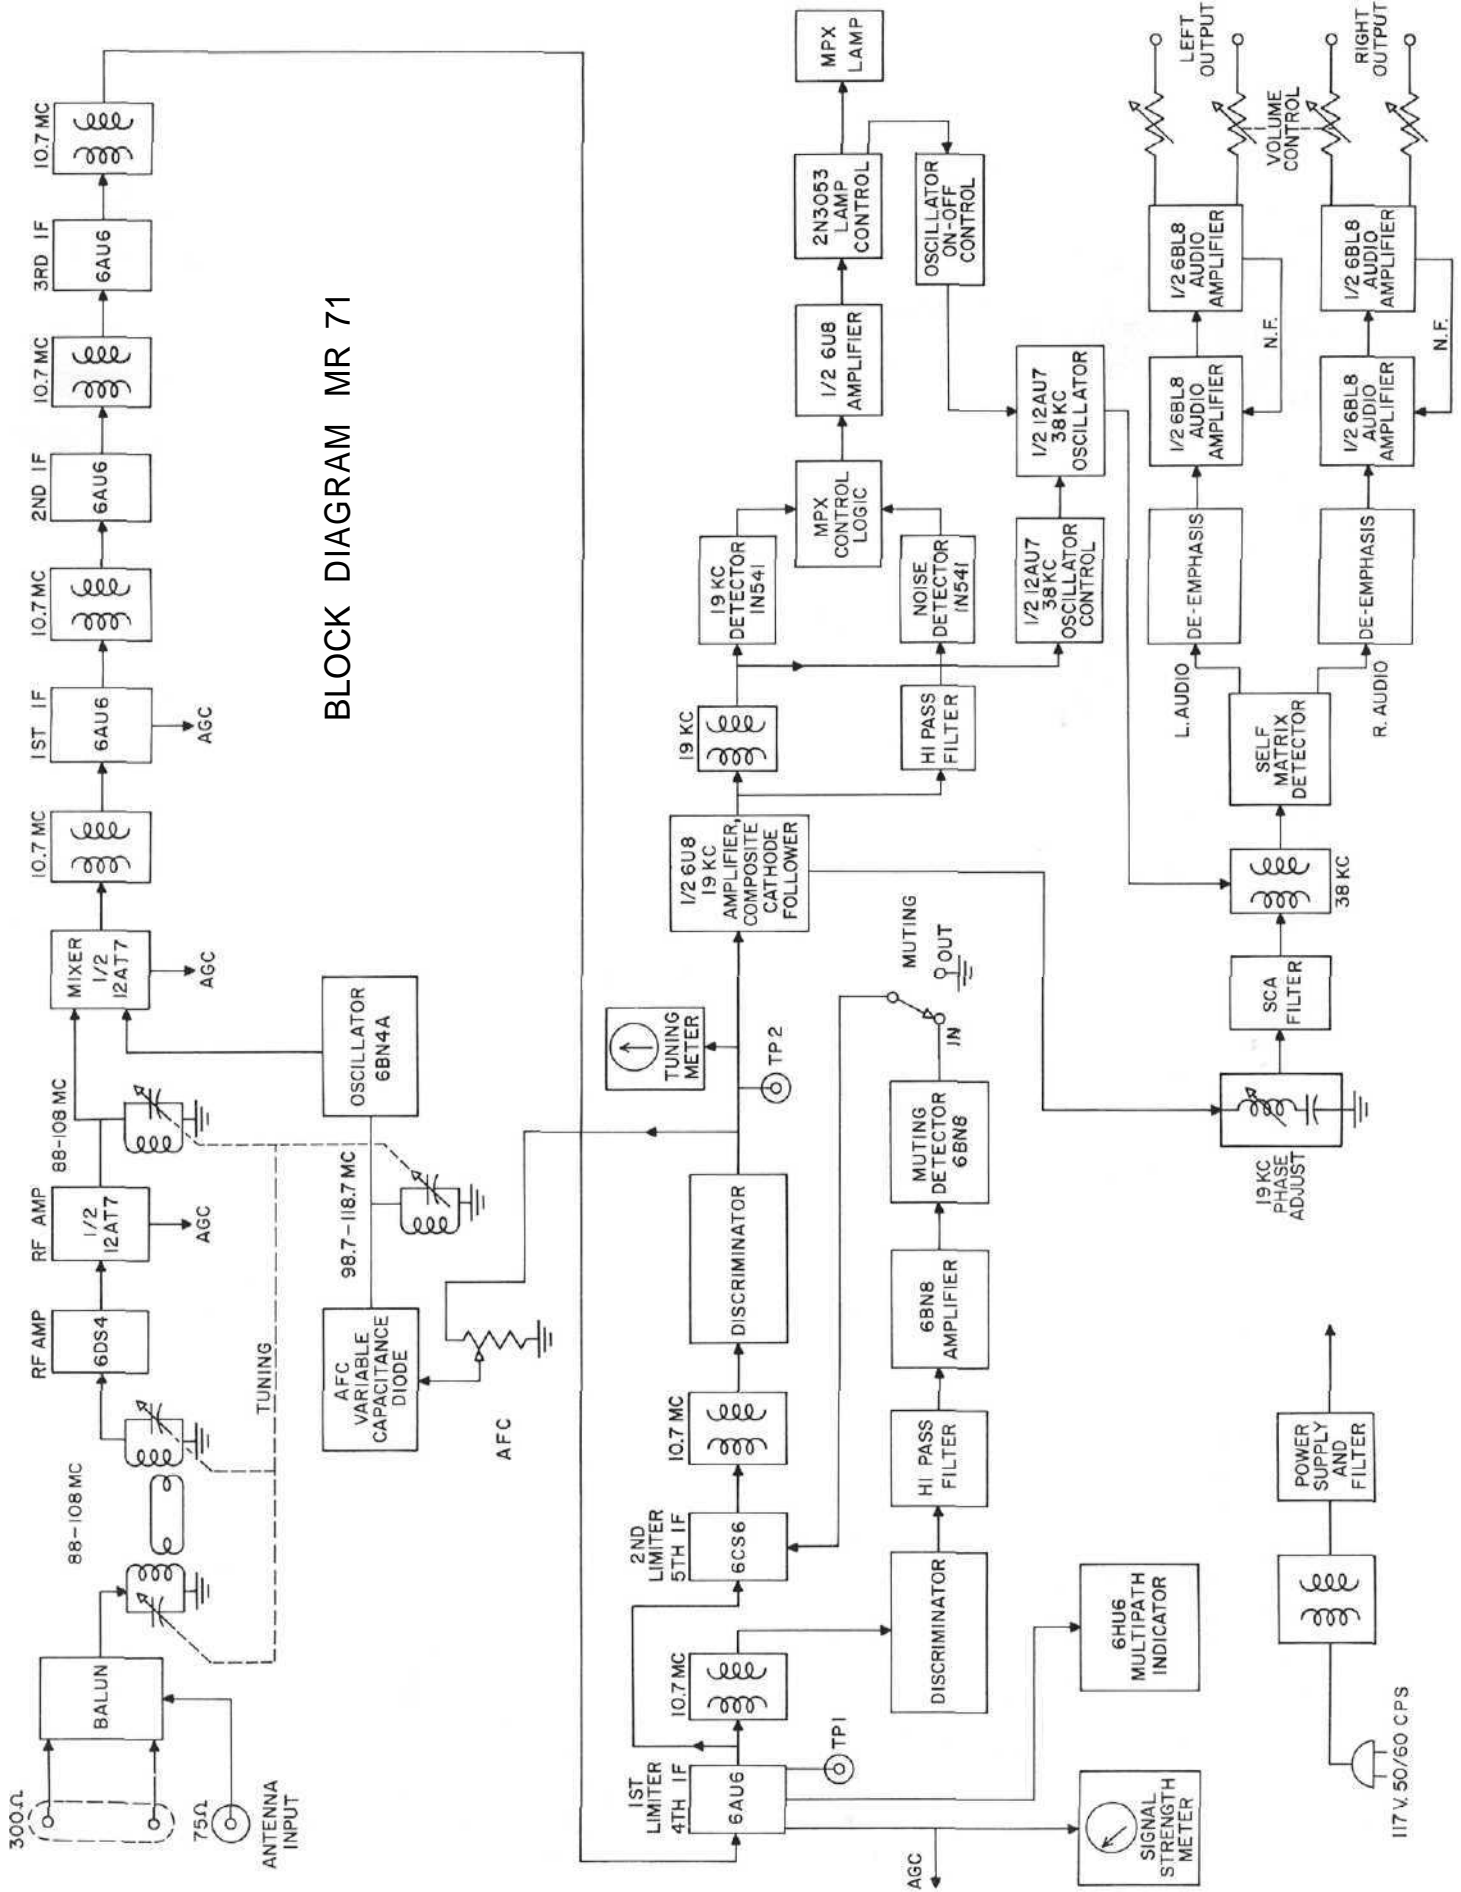 BLOCK DIAGRAM MR 71
300Ω
75Ω
ANTENNA
INPUT
BALUN
88-108 MC
TUNING
RF AMP
6DS4
RF AMP
1/2
12AT7
AGC
88-108 MC
MIXER
1/2
12AT7
AGC
10.7 MC
1ST IF
6AU6
AGC
10.7 MC
2ND IF
6AU6
10.7 MC
3RD IF
6AU6
10.7 MC
AFC
VARIABLE
CAPACITANCE
DIODE
98.7-118.7 MC
OSCILLATOR
6BN4A
AFC
1ST
LIMITER
4TH IF
6AU6
TP1
AGC
SIGNAL
STRENGTH
METER
10.7 MC
2ND
LIMITER
5TH IF
6CS6
10.7 MC
DISCRIMINATOR
TUNING
METER
TP2
1/2 6U8
19 KC
AMPLIFIER,
COMPOSITE
CATHODE
FOLLOWER
19 KC
19 KC
DETECTOR
1N541
HI PASS
FILTER
NOISE
DETECTOR
1N541
MPX
CONTROL
LOGIC
1/2 6U8
AMPLIFIER
2N3053
LAMP
CONTROL
MPX
LAMP
OSCILLATOR
ON-OFF
CONTROL
DISCRIMINATOR
HI PASS
FILTER
6BN8
AMPLIFIER
MUTING
DETECTOR
6BN8
MUTING
IN
OUT
6HU6
MULTIPATH
INDICATOR
1/2 12AU7
38 KC
OSCILLATOR
CONTROL
1/2 12AU7
38 KC
OSCILLATOR
19 KC
PHASE
ADJUST
SCA
FILTER
38 KC
SELF
MATRIX
DETECTOR
L. AUDIO
R. AUDIO
DE-EMPHASIS
1/2 6BL8
AUDIO
AMPLIFIER
1/2 6BL8
AUDIO
AMPLIFIER
N.F.
LEFT
OUTPUT
VOLUME
CONTROL
DE-EMPHASIS
1/2 6BL8
AUDIO
AMPLIFIER
1/2 6BL8
AUDIO
AMPLIFIER
N.F.
RIGHT
OUTPUT
117 V. 50/60 CPS
POWER
SUPPLY
AND
FILTER